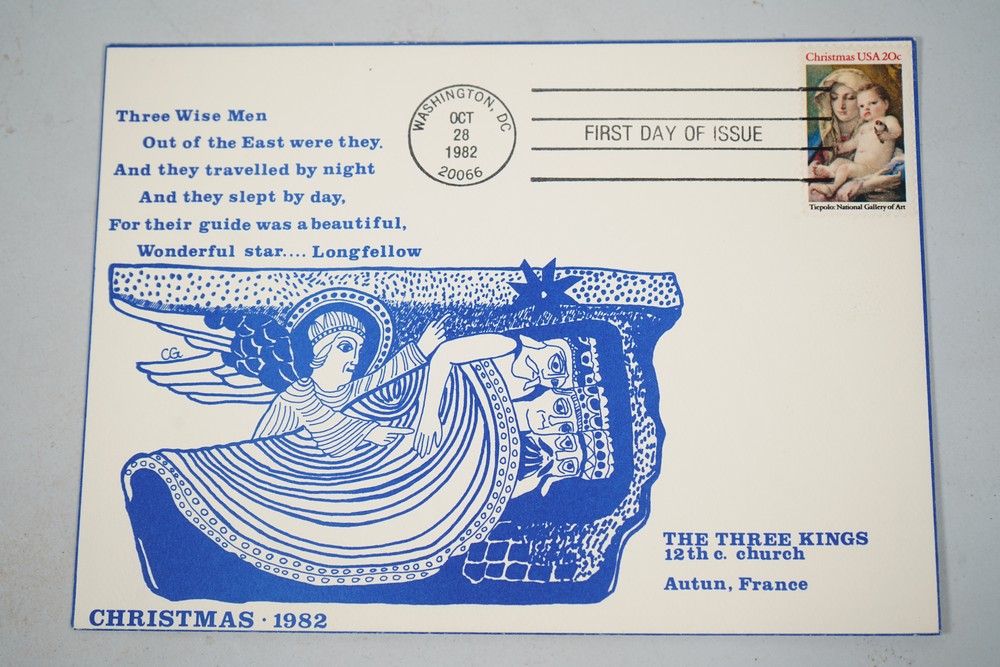 Three Wise Men
Out of the East were they.
And they travelled by night
And they slept by day,
For their guide was a beautiful,
Wonderful star.... Longfellow
WASHINGTON, DC
OCT
28
1982
20066
FIRST DAY OF ISSUE
Christmas USA 20c
Tiepolo: National Gallery of Art
CG
THE THREE KINGS
12th c. church
Autun, France
CHRISTMAS · 1982